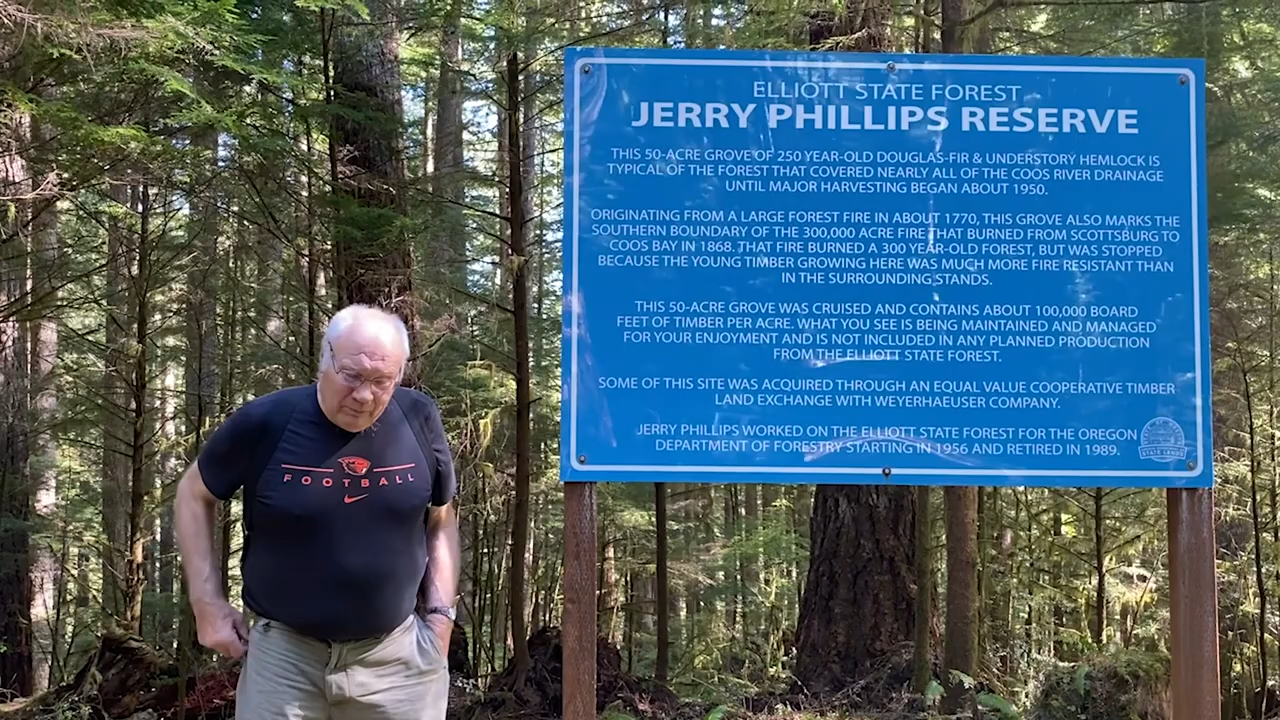 ELLIOTT STATE FOREST
JERRY PHILLIPS RESERVE
THIS 50-ACRE GROVE OF 250 YEAR-OLD DOUGLAS-FIR & UNDERSTORY HEMLOCK IS
TYPICAL OF THE FOREST THAT COVERED NEARLY ALL OF THE COOS RIVER DRAINAGE
UNTIL MAJOR HARVESTING BEGAN ABOUT 1950.
ORIGINATING FROM A LARGE FOREST FIRE IN ABOUT 1770, THIS GROVE ALSO MARKS THE
SOUTHERN BOUNDARY OF THE 300,000 ACRE FIRE THAT BURNED FROM SCOTTSBURG TO
COOS BAY IN 1868. THAT FIRE BURNED A 300 YEAR-OLD FOREST, BUT WAS STOPPED
BECAUSE THE YOUNG TIMBER GROWING HERE WAS MUCH MORE FIRE RESISTANT THAN
IN THE SURROUNDING STANDS.
THIS 50-ACRE GROVE WAS CRUISED AND CONTAINS ABOUT 100,000 BOARD
FEET OF TIMBER PER ACRE. WHAT YOU SEE IS BEING MAINTAINED AND MANAGED
FOR YOUR ENJOYMENT AND IS NOT INCLUDED IN ANY PLANNED PRODUCTION
FROM THE ELLIOTT STATE FOREST.
SOME OF THIS SITE WAS ACQUIRED THROUGH AN EQUAL VALUE COOPERATIVE TIMBER
LAND EXCHANGE WITH WEYERHAEUSER COMPANY.
JERRY PHILLIPS WORKED ON THE ELLIOTT STATE FOREST FOR THE OREGON
DEPARTMENT OF FORESTRY STARTING IN 1956 AND RETIRED IN 1989.
STATE LANDS
FOOTBALL